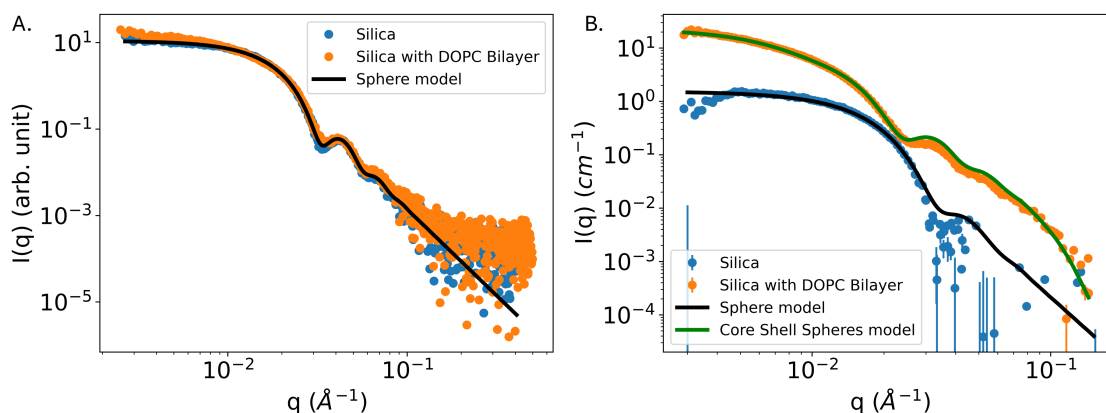 A.
I(q) (arb. unit)
10^1
10^{-1}
10^{-3}
10^{-5}
Silica
Silica with DOPC Bilayer
Sphere model
10^{-2}
10^{-1}
q (Å^{-1})
B.
I(q) (cm^{-1})
10^1
10^0
10^{-1}
10^{-2}
10^{-3}
10^{-4}
Silica
Silica with DOPC Bilayer
Sphere model
Core Shell Spheres model
10^{-2}
10^{-1}
q (Å^{-1})